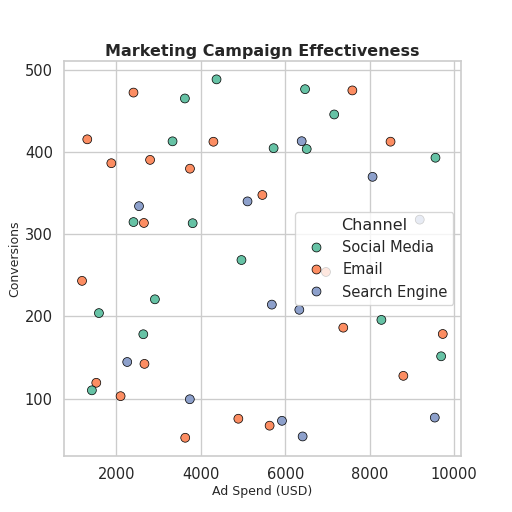 Marketing Campaign Effectiveness
500
400
300
200
100
Conversions
Channel
Social Media
Email
Search Engine
2000 4000 6000 8000 10000
Ad Spend (USD)